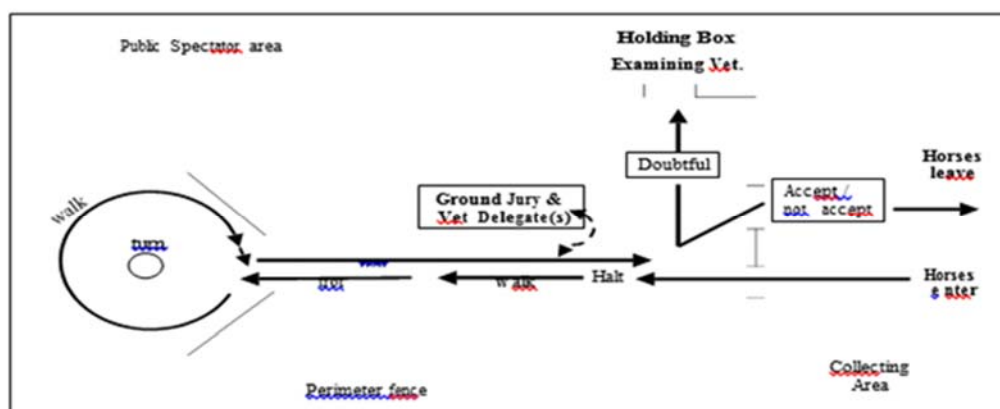 Public Spectator area
Holding Box
Examining Vet.
Doubtful
Horses
leave
Accept /
not accept
Ground Jury &
Vet Delegate(s)
walk
turn
trot
walk
Halt
Horses
enter
Collecting
Area
Perimeter fence